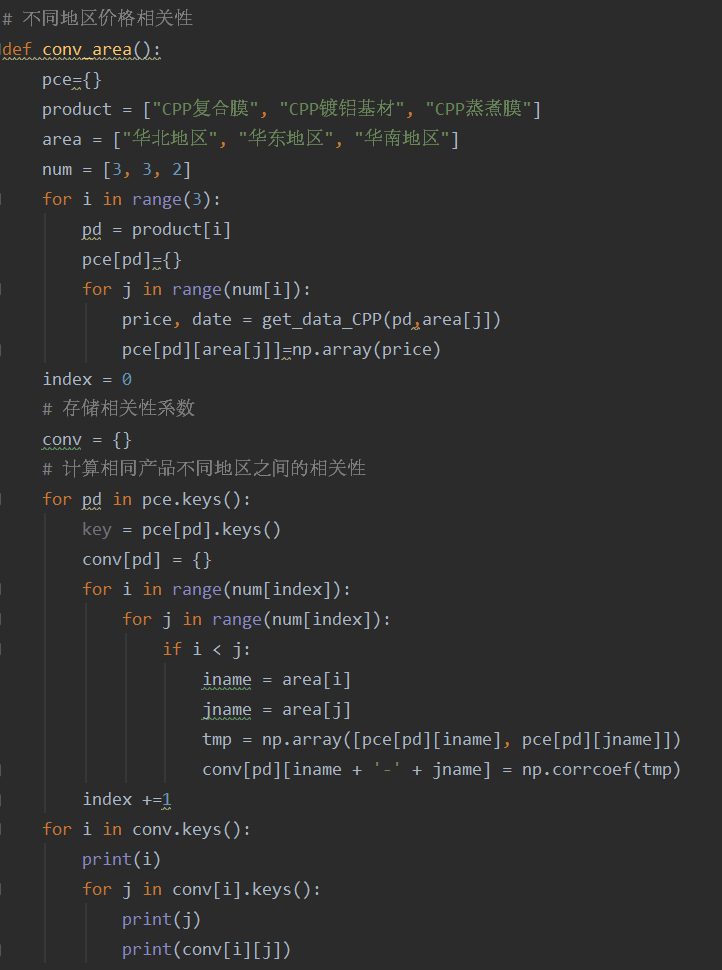 # 不同地区价格相关性
def conv_area():
    pce={}
    product = ["CPP复合膜", "CPP镀铝基材", "CPP蒸煮膜"]
    area = ["华北地区", "华东地区", "华南地区"]
    num = [3, 3, 2]
    for i in range(3):
        pd = product[i]
        pce[pd]={}
        for j in range(num[i]):
            price, date = get_data_CPP(pd,area[j])
            pce[pd][area[j]]=np.array(price)
    index = 0
    # 存储相关性系数
    conv = {}
    # 计算相同产品不同地区之间的相关性
    for pd in pce.keys():
        key = pce[pd].keys()
        conv[pd] = {}
        for i in range(num[index]):
            for j in range(num[index]):
                if i < j:
                    iname = area[i]
                    jname = area[j]
                    tmp = np.array([pce[pd][iname], pce[pd][jname]])
                    conv[pd][iname + '-' + jname] = np.corrcoef(tmp)
        index +=1
    for i in conv.keys():
        print(i)
        for j in conv[i].keys():
            print(j)
            print(conv[i][j])